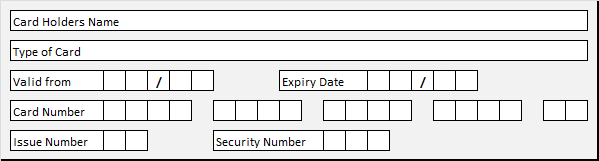 Card Holders Name
Type of Card
Valid from / Expiry Date /
Card Number
Issue Number Security Number